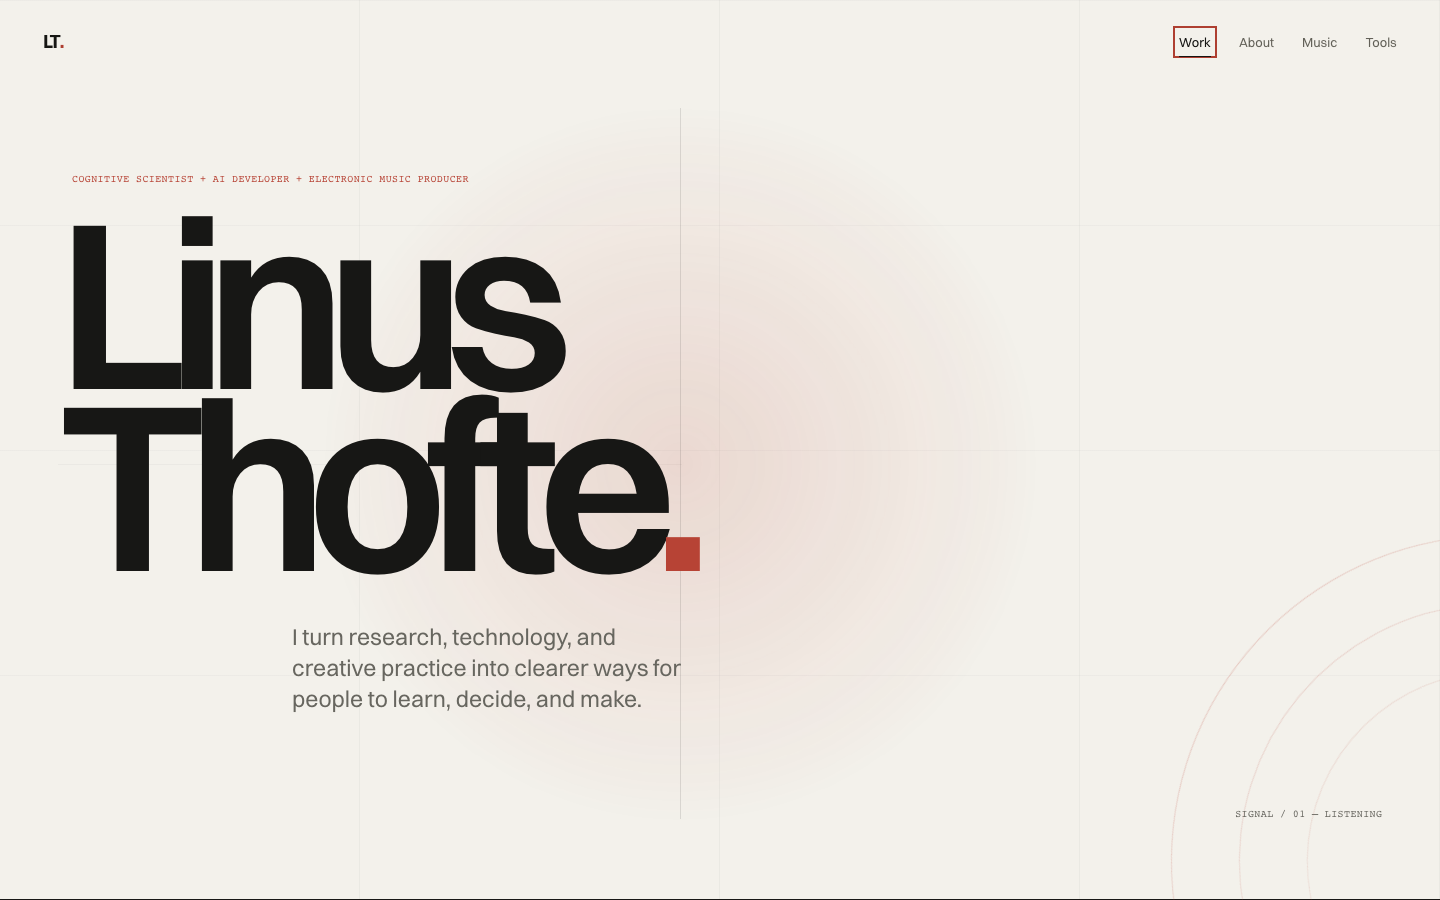 LT.
Work
About
Music
Tools
COGNITIVE SCIENTIST + AI DEVELOPER + ELECTRONIC MUSIC PRODUCER
Linus
Thofte.
I turn research, technology, and
creative practice into clearer ways for
people to learn, decide, and make.
SIGNAL / 01 — LISTENING